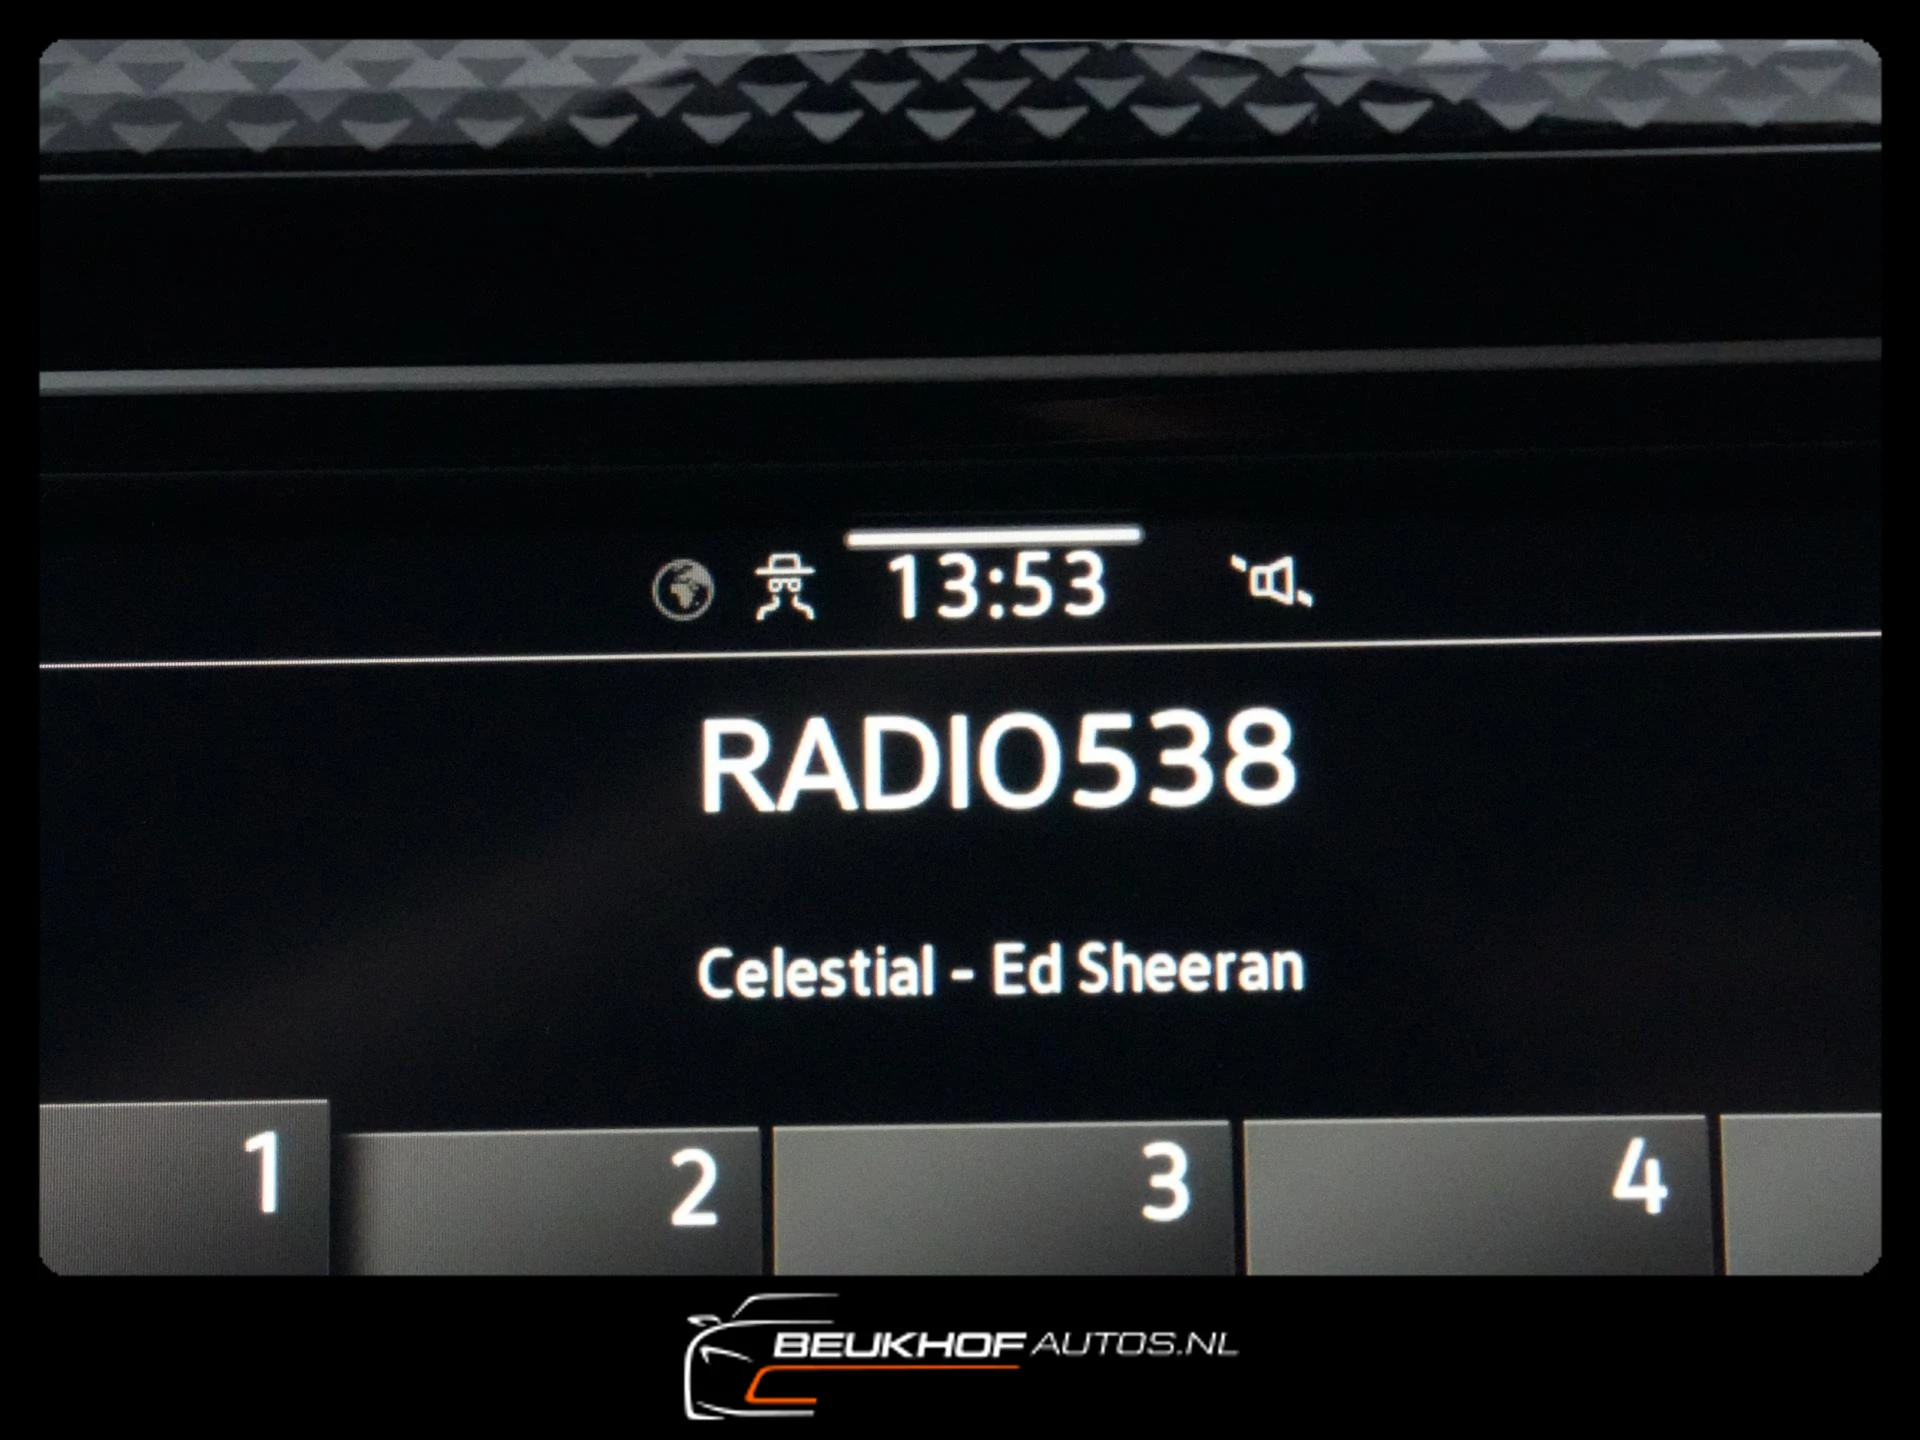 13:53
RADIO538
Celestial - Ed Sheeran
1 2 3 4
BEUKHOFAUTOS.NL